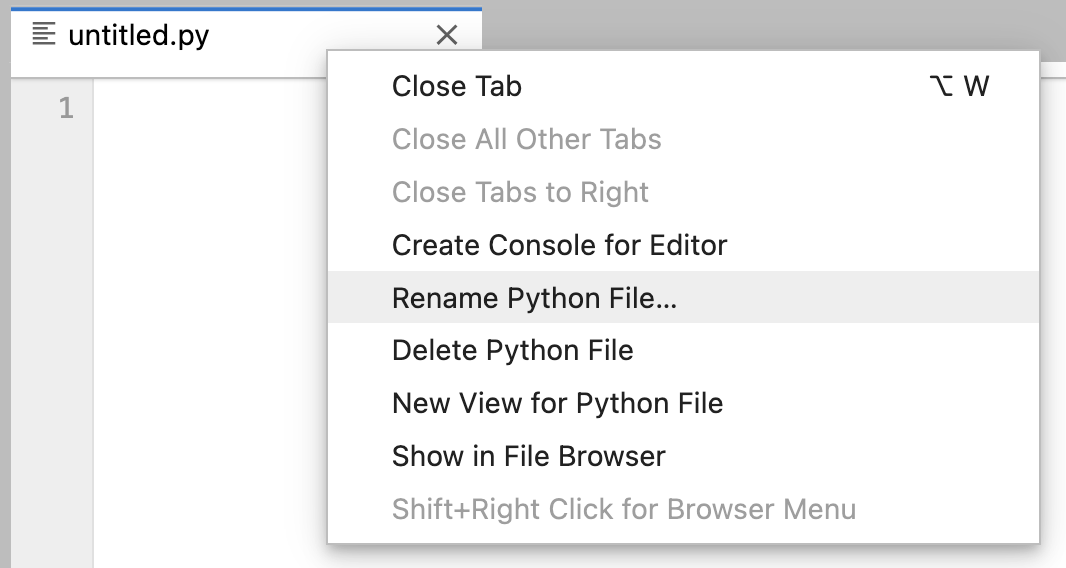 untitled.py
1
Close Tab ⌥ W
Close All Other Tabs
Close Tabs to Right
Create Console for Editor
Rename Python File...
Delete Python File
New View for Python File
Show in File Browser
Shift+Right Click for Browser Menu